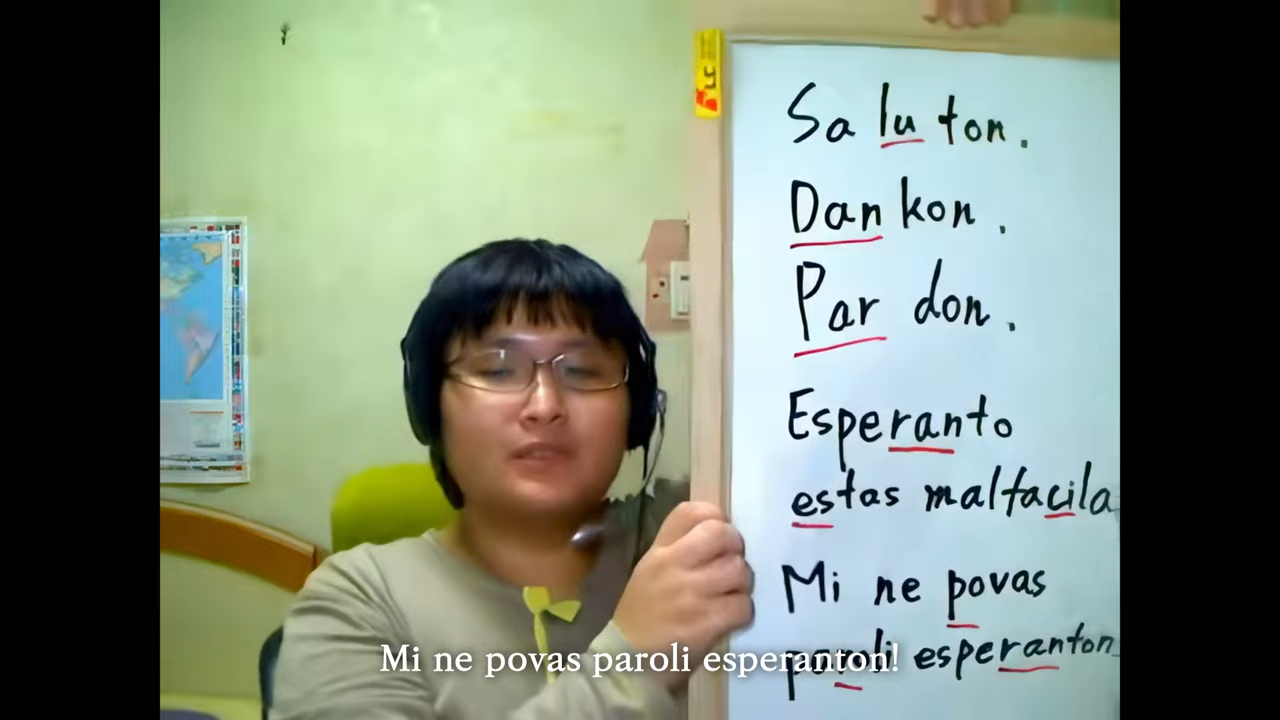 Sa lu ton.
Dan kon.
Par don.
Esperanto
estas malfacila
Mi ne povas
paroli esperanton
Mi ne povas paroli esperanton!